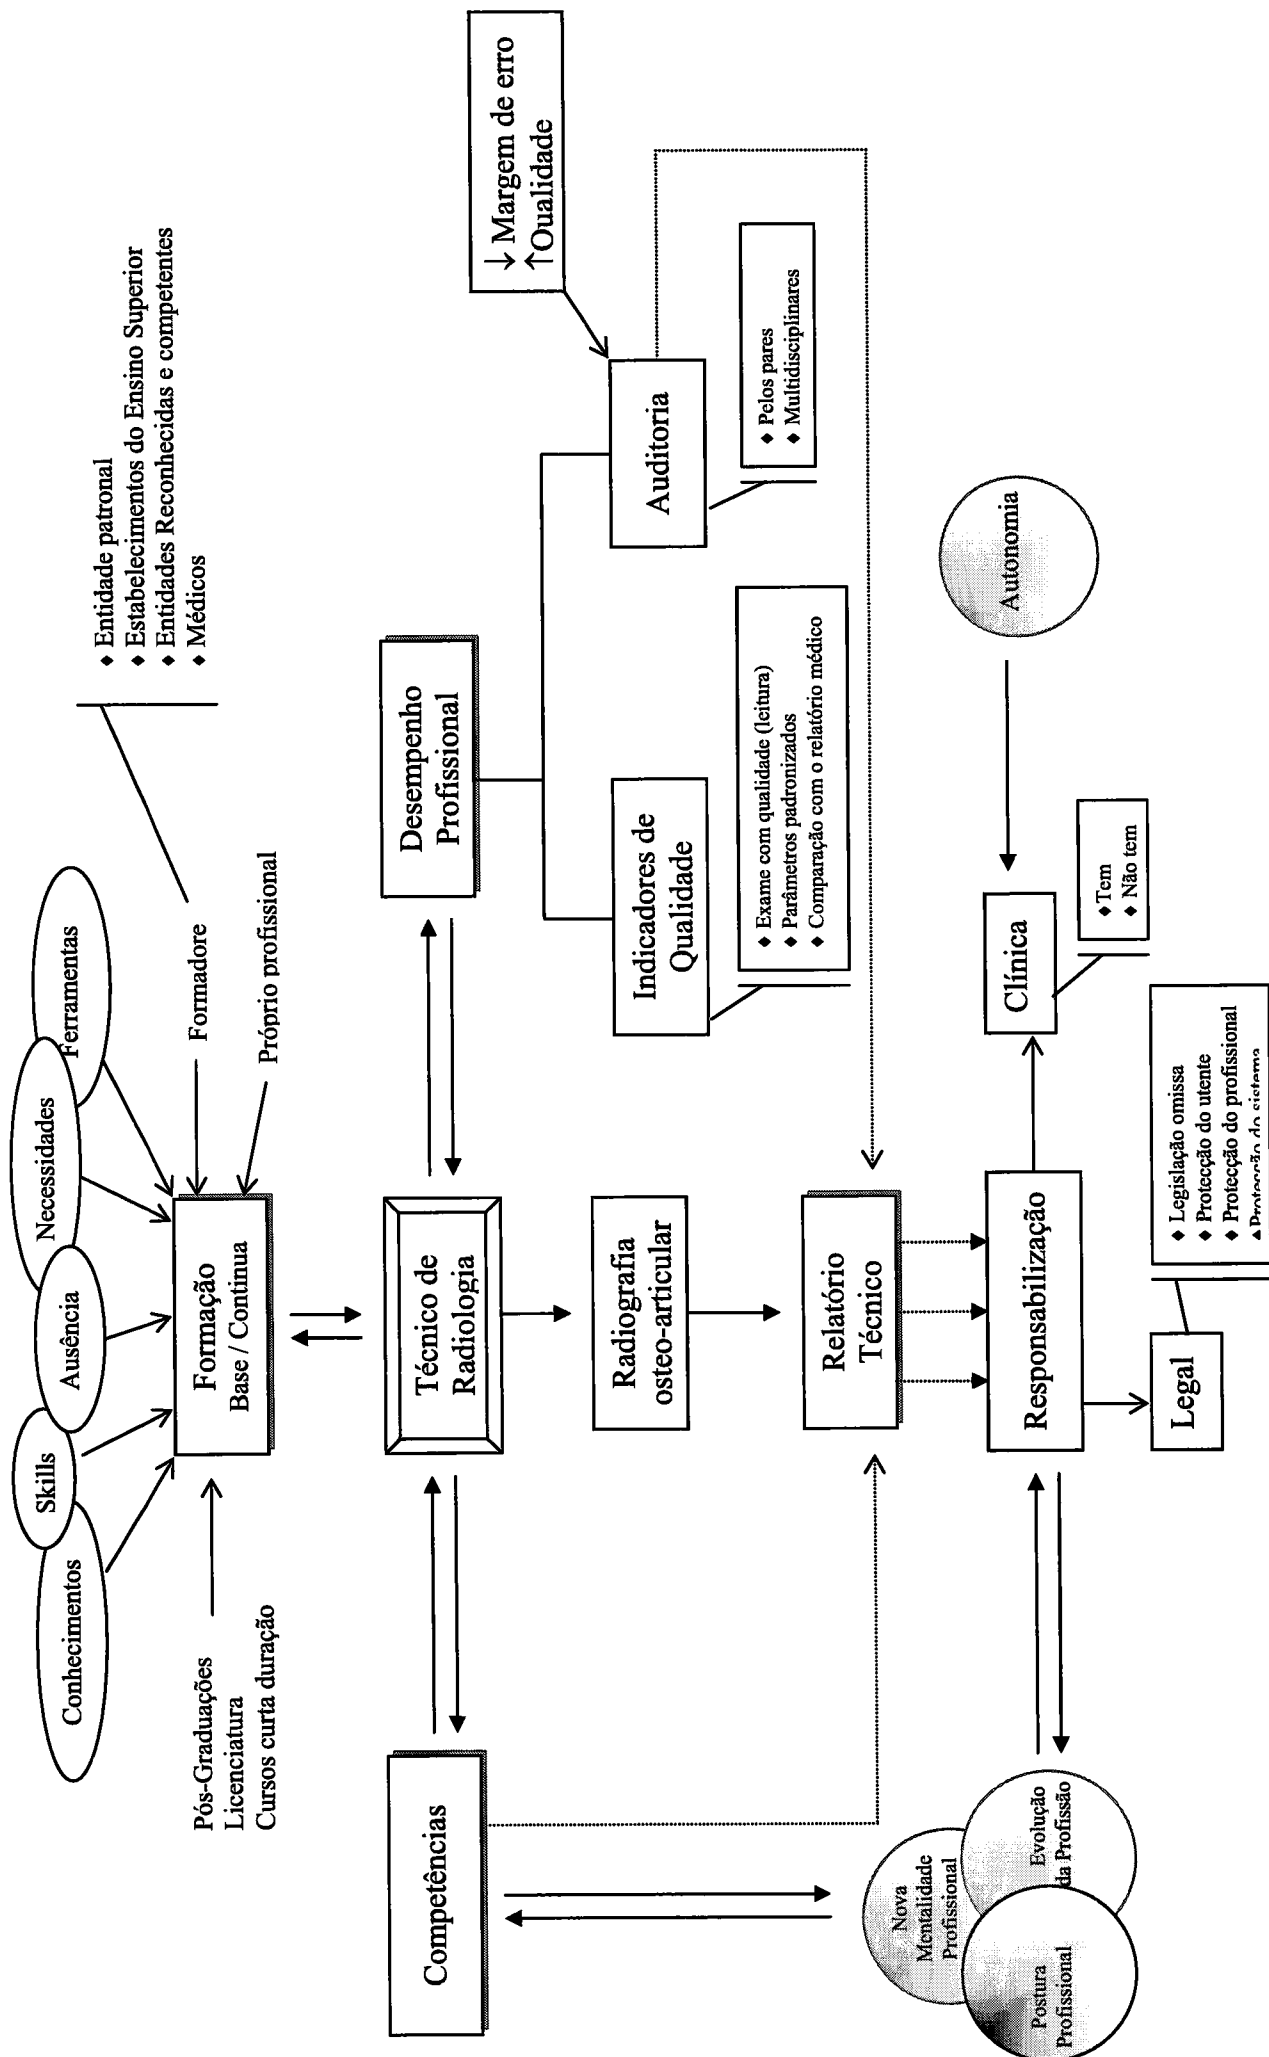 Conhecimentos
Skills
Ausência
Necessidades
Ferramentas
Pós-Graduações
Licenciatura
Cursos curta duração
Formação
Base / Continua
Formadore
Próprio profissional
◆ Entidade patronal
◆ Estabelecimentos do Ensino Superior
◆ Entidades Reconhecidas e competentes
◆ Médicos
Competências
Técnico de
Radiologia
Desempenho
Profissional
↓ Margem de erro
↑Qualidade
Radiografia
osteo-articular
Indicadores de
Qualidade
Auditoria
◆ Exame com qualidade (leitura)
◆ Parâmetros padronizados
◆ Comparação com o relatório médico
◆ Pelos pares
◆ Multidisciplinares
Relatório
Técnico
Nova
Mentalidade
Profissional
Postura
Profissional
Evolução
da Profissão
Responsabilização
Clínica
Autonomia
◆Tem
◆ Não tem
Legal
◆ Legislação omissa
◆ Protecção do utente
◆ Protecção do profissional
◆Protecção do sistema